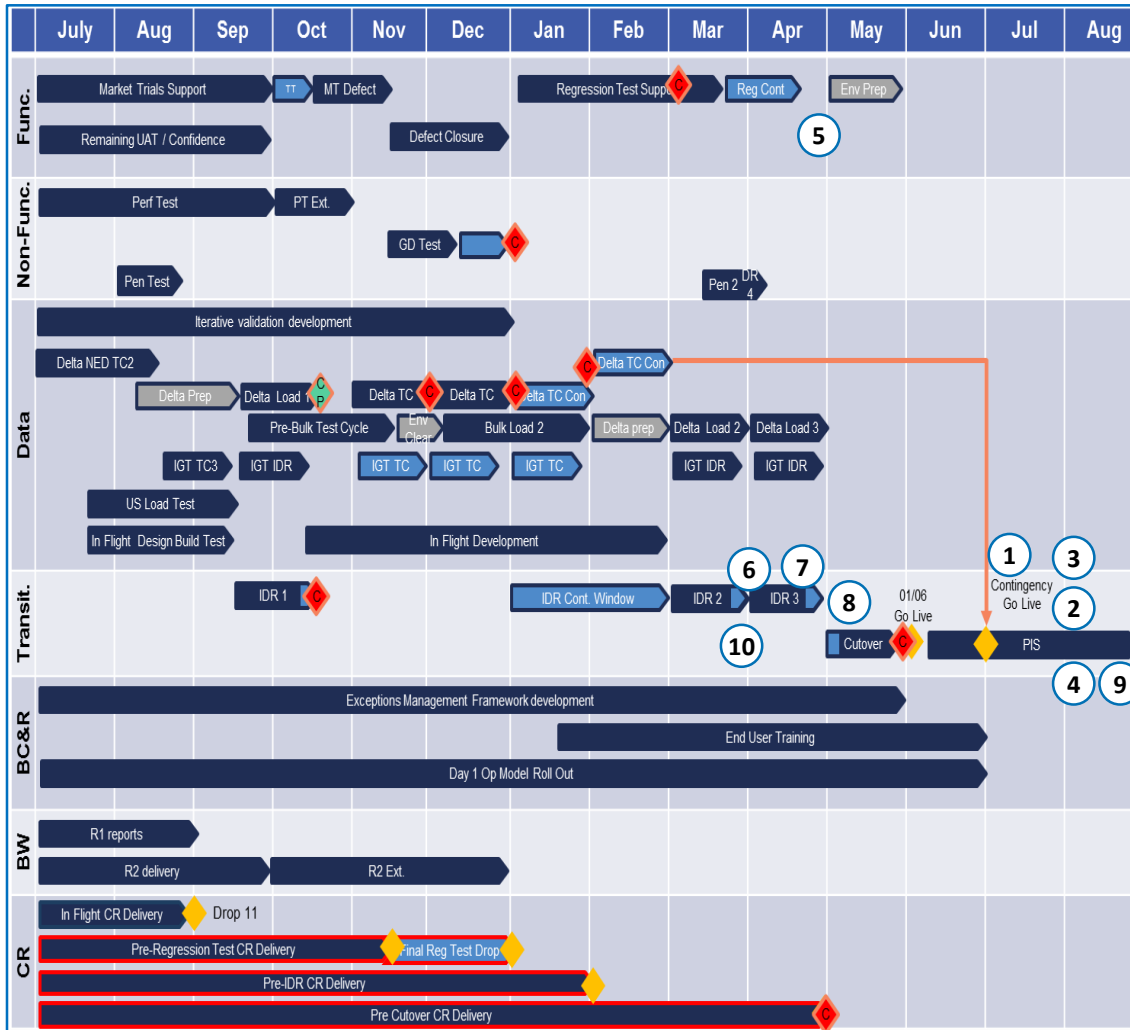 July Aug Sep Oct Nov Dec Jan Feb Mar Apr May Jun Jul Aug
Func.
Market Trials Support
TT
MT Defect
Regression Test Suppo
C
Reg Cont
Env Prep
Remaining UAT / Confidence
Defect Closure
5
Non-Func.
Perf Test
PT Ext.
GD Test
C
Pen Test
Pen 2
DR
4
Data
Iterative validation development
Delta NED TC2
C
Delta TC Con
Delta Prep
Delta Load
C
P
Delta TC
C
Delta TC
C
Delta TC Con
Pre-Bulk Test Cycle
Env
Clear
Bulk Load 2
Delta prep
Delta Load 2
Delta Load 3
IGT TC3
IGT IDR
IGT TC
IGT TC
IGT TC
IGT IDR
IGT IDR
US Load Test
In Flight Design Build Test
In Flight Development
Transit.
1
3
6
7
Contingency
Go Live
IDR 1
C
IDR Cont. Window
IDR 2
IDR 3
8
01/06
Go Live
2
10
Cutover
C
PIS
4
9
BC&R
Exceptions Management Framework development
End User Training
Day 1 Op Model Roll Out
BW
R1 reports
R2 delivery
R2 Ext.
CR
In Flight CR Delivery
Drop 11
Pre-Regression Test CR Delivery
Final Reg Test Drop
Pre-IDR CR Delivery
Pre Cutover CR Delivery
C